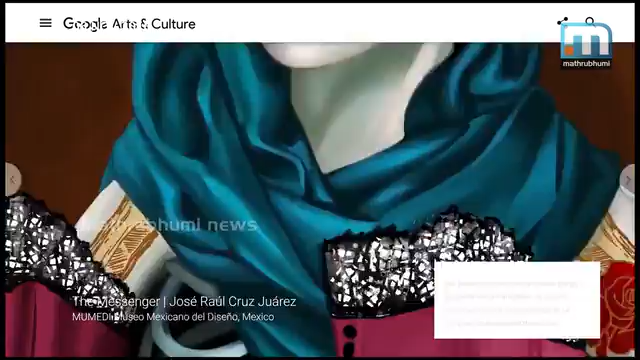 Google Arts & Culture
mathrubhumi
mathrubhumi news
The Messenger | José Raúl Cruz Juárez
MUMEDI Museo Mexicano del Diseño, Mexico